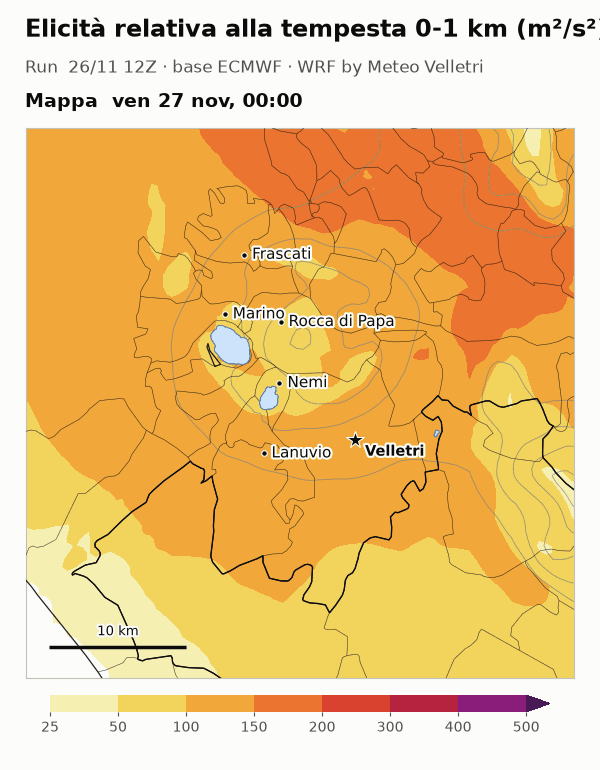 Elicità relativa alla tempesta 0-1 km (m²/s²)
Run 26/11 12Z · base ECMWF · WRF by Meteo Velletri
Mappa ven 27 nov, 00:00
Frascati
Marino
Rocca di Papa
Nemi
Velletri
Lanuvio
10 km
25 50 100 150 200 300 400 500